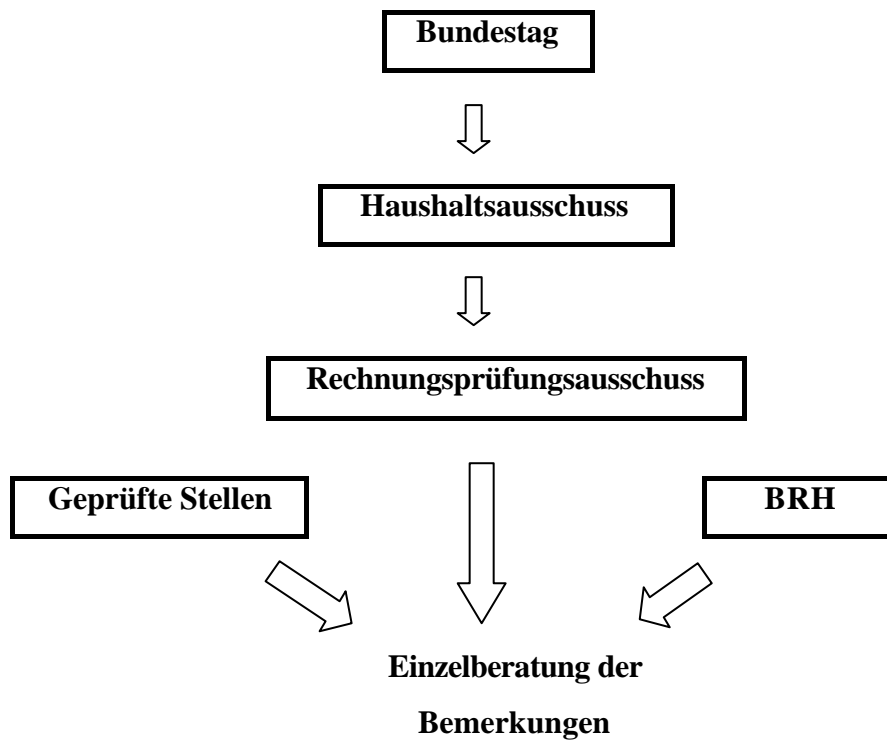 Bundestag
Haushaltsausschuss
Rechnungsprüfungsausschuss
Geprüfte Stellen
BRH
Einzelberatung der
Bemerkungen